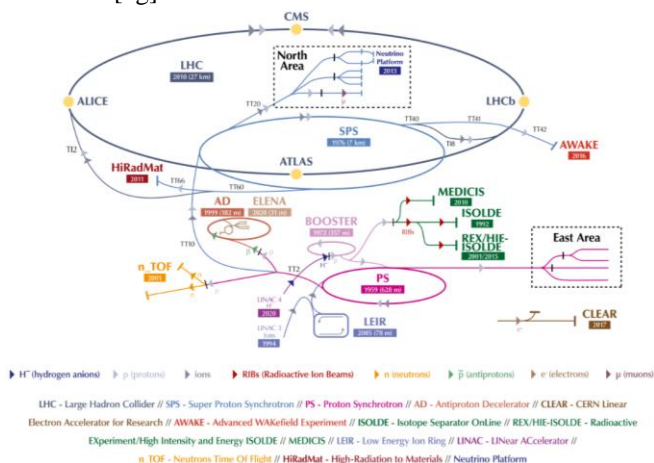 CMS
North
Area
Neutrino
Platform
2013
LHC
2010 (27 km)
ALICE
TT20
LHCb
TT40
TT41
SPS
1976 (7 km)
TI8
TT42
TI2
AWAKE
2016
HiRadMat
2011
TT66
ATLAS
TT60
AD
1999 (182 m)
ELENA
2020 (31 m)
MEDICIS
2010
BOOSTER
1972 (157 m)
ISOLDE
1992
RIBs
REX/HIE-
ISOLDE
2001/2015
East Area
TT10
n_TOF
2001
TT2
H⁻
p
PS
1959 (628 m)
LINAC 4
2020
LINAC 3
Ions
1994
LEIR
2005 (78 m)
CLEAR
2017
e⁻
H⁻ (hydrogen anions) p (protons) ions RIBs (Radioactive Ion Beams) n (neutrons) p̅ (antiprotons) e⁻ (electrons) μ (muons)
LHC - Large Hadron Collider // SPS - Super Proton Synchrotron // PS - Proton Synchrotron // AD - Antiproton Decelerator // CLEAR - CERN Linear
Electron Accelerator for Research // AWAKE - Advanced WAKefield Experiment // ISOLDE - Isotope Separator OnLine // REX/HIE-ISOLDE - Radioactive
EXperiment/High Intensity and Energy ISOLDE // MEDICIS // LEIR - Low Energy Ion Ring // LINAC - LINear ACcelerator //
n_TOF - Neutrons Time Of Flight // HiRadMat - High-Radiation to Materials // Neutrino Platform